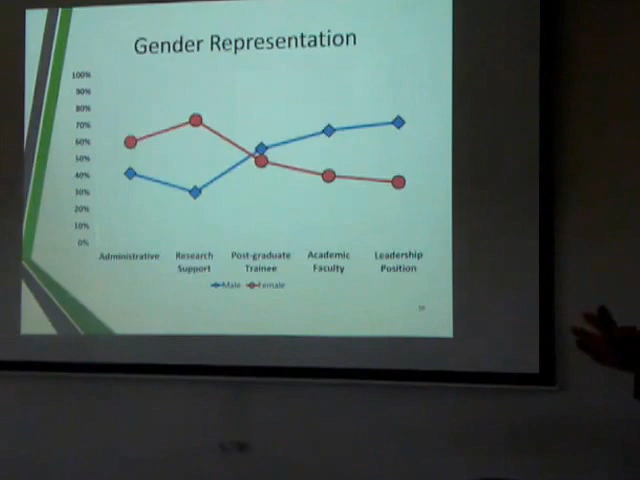 Gender Representation
100%
90%
80%
70%
60%
50%
40%
30%
20%
10%
0%
Administrative
Research
Support
Post-graduate
Trainee
Academic
Faculty
Leadership
Position
Male
Female